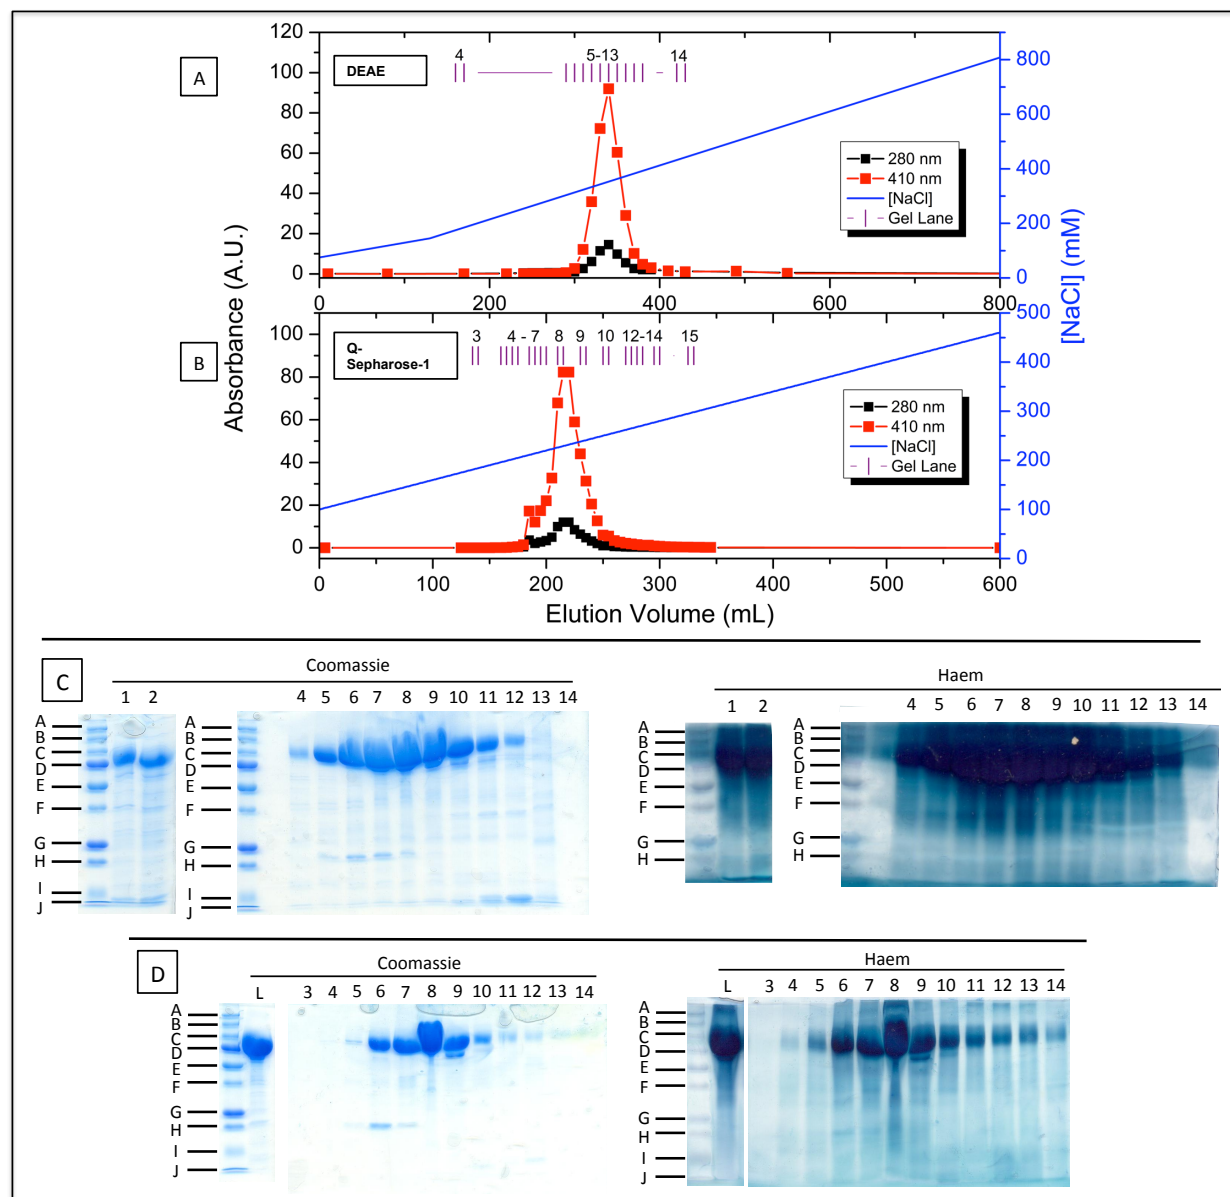 A
DEAE
4
5-13
14
120
100
80
60
40
20
0
800
700
600
500
400
300
200
100
0
280 nm
410 nm
[NaCl]
Gel Lane
0
200
400
600
800
B
Q-
Sepharose-1
3
4 - 7
8
9
10
12-14
15
100
80
60
40
20
0
500
400
300
200
100
0
280 nm
410 nm
[NaCl]
Gel Lane
0
100
200
300
400
500
600
Absorbance (A.U.)
[NaCl] (mM)
Elution Volume (mL)
C
Coomassie
1 2
4 5 6 7 8 9 10 11 12 13 14
A
B
C
D
E
F
G
H
I
J
A
B
C
D
E
F
G
H
I
J
Haem
1 2
4 5 6 7 8 9 10 11 12 13 14
A
B
C
D
E
F
G
H
A
B
C
D
E
F
G
H
D
Coomassie
L 3 4 5 6 7 8 9 10 11 12 13 14
A
B
C
D
E
F
G
H
I
J
Haem
L 3 4 5 6 7 8 9 10 11 12 13 14
A
B
C
D
E
F
G
H
I
J